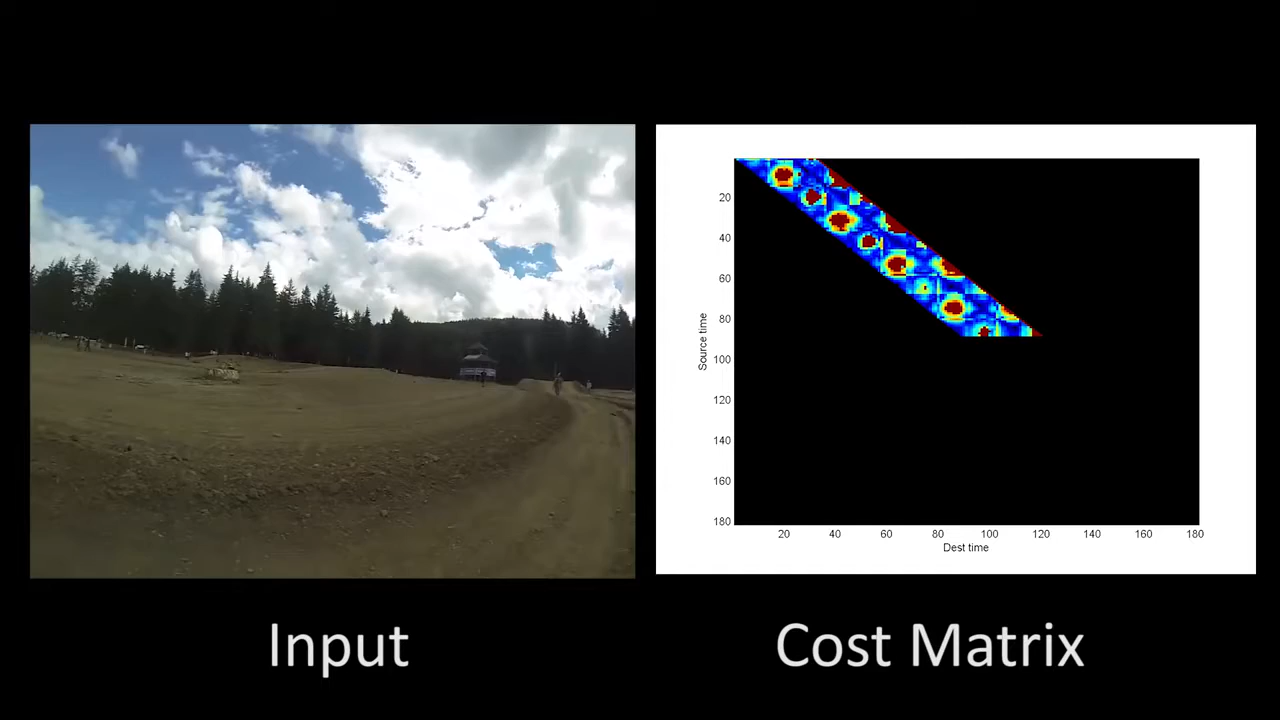 20
40
60
80
100
120
140
160
180
Source time
20 40 60 80 100 120 140 160 180
Dest time
Input
Cost Matrix